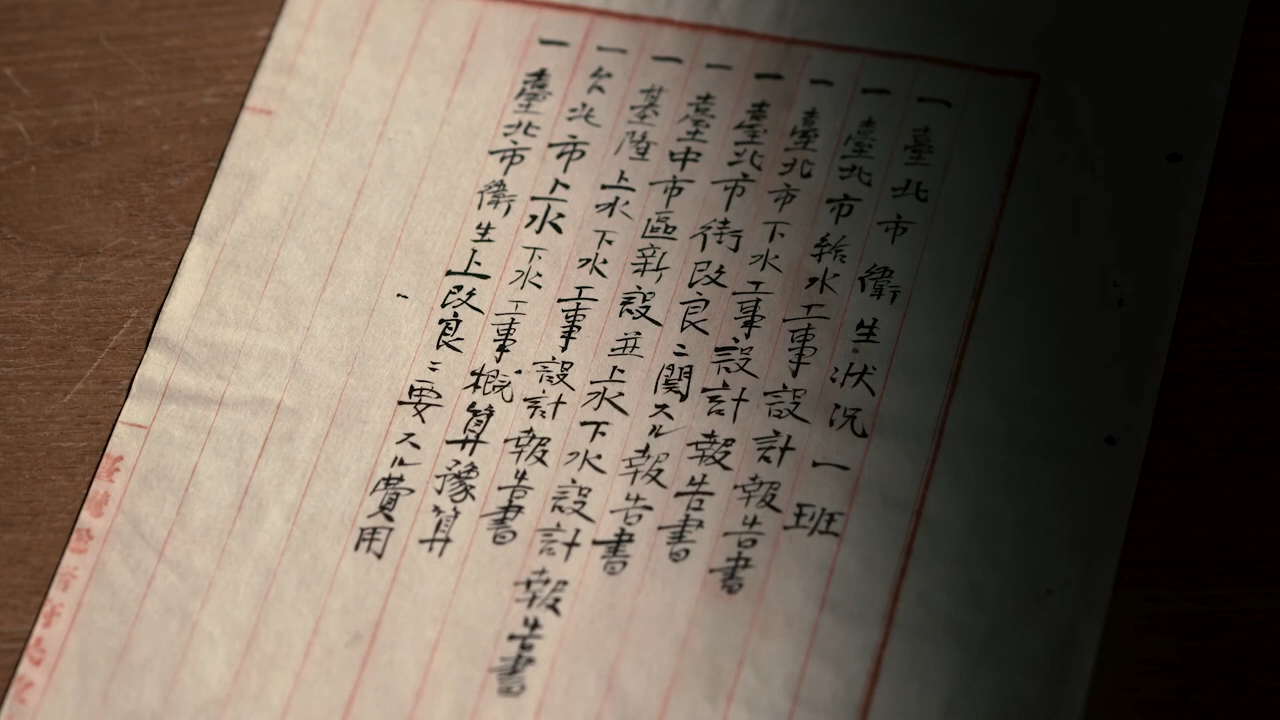 一 臺北市衛生状況一班
一 臺北市給水工事設計報告書
一 臺北市下水工事設計報告書
一 臺北市街改良ニ関スル報告書
一 臺中市區新設並上水下水設計報告書
一 基隆上水下水工事設計報告書
一 台北市上水下水工事概算豫算
一 臺北市衛生上改良ニ要スル費用